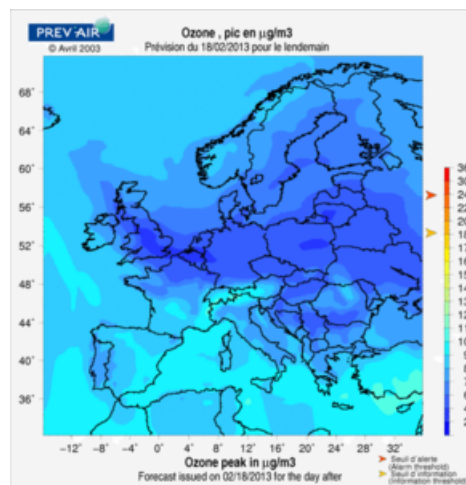 PREV'AIR
© Avril 2003
Ozone , pic en µg/m3
Prévision du 18/02/2013 pour le lendemain
68°
64°
60°
56°
52°
48°
44°
40°
36°
−12° −8° −4° 0° 4° 8° 12° 16° 20° 24° 28° 32°
Ozone peak in µg/m3
Forecast issued on 02/18/2013 for the day after
Seuil d'alerte
(Alarm threshold)
Seuil d'information
(Information threshold